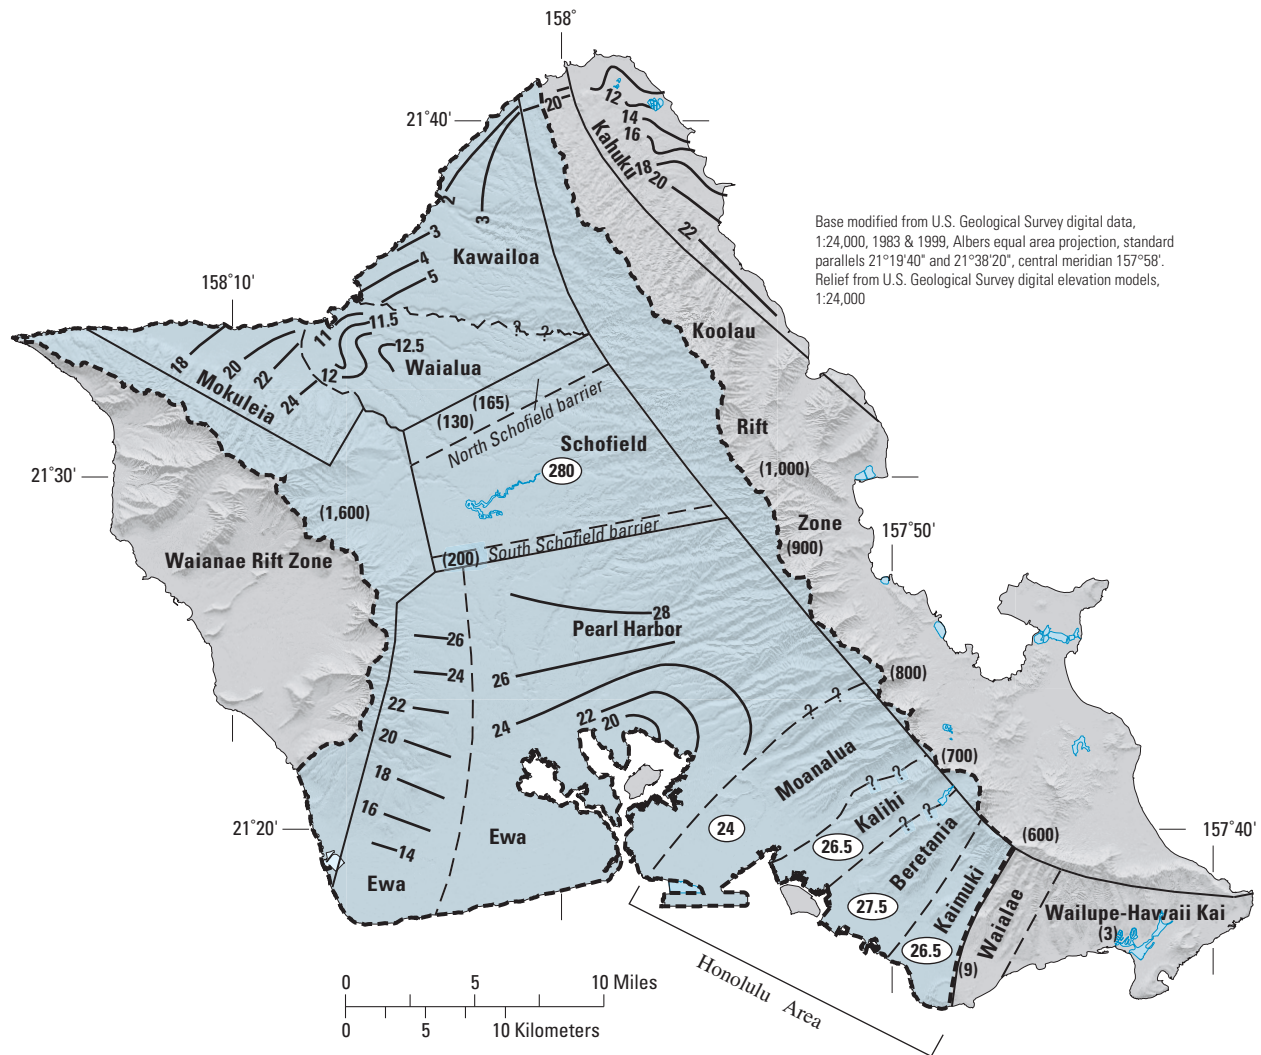 158°
21°40'
20
12
14
16
Kahuku
18
20
22
Base modified from U.S. Geological Survey digital data,
1:24,000, 1983 & 1999, Albers equal area projection, standard
parallels 21°19'40" and 21°38'20", central meridian 157°58'.
Relief from U.S. Geological Survey digital elevation models,
1:24,000
2
3
3
4
5
Kawailoa
158°10'
11
11.5
12.5
12
? ?
Waialua
Koolau
18
20
22
24
Mokuleia
(165)
(130)
North Schofield barrier
Schofield
280
Rift
(1,000)
21°30'
(1,600)
Zone
(900)
157°50'
Waianae Rift Zone
(200)
South Schofield barrier
28
Pearl Harbor
26
24
26
22
24
20
22
20
18
16
14
(800)
? ?
(700)
Moanalua
? ?
Kalihi
? ?
Beretania
Kaimuki
21°20'
Ewa
Ewa
24
26.5
27.5
26.5
(600)
157°40'
Waialae
(9)
Wailupe-Hawaii Kai
(3)
Honolulu Area
0 5 10 Miles
0 5 10 Kilometers